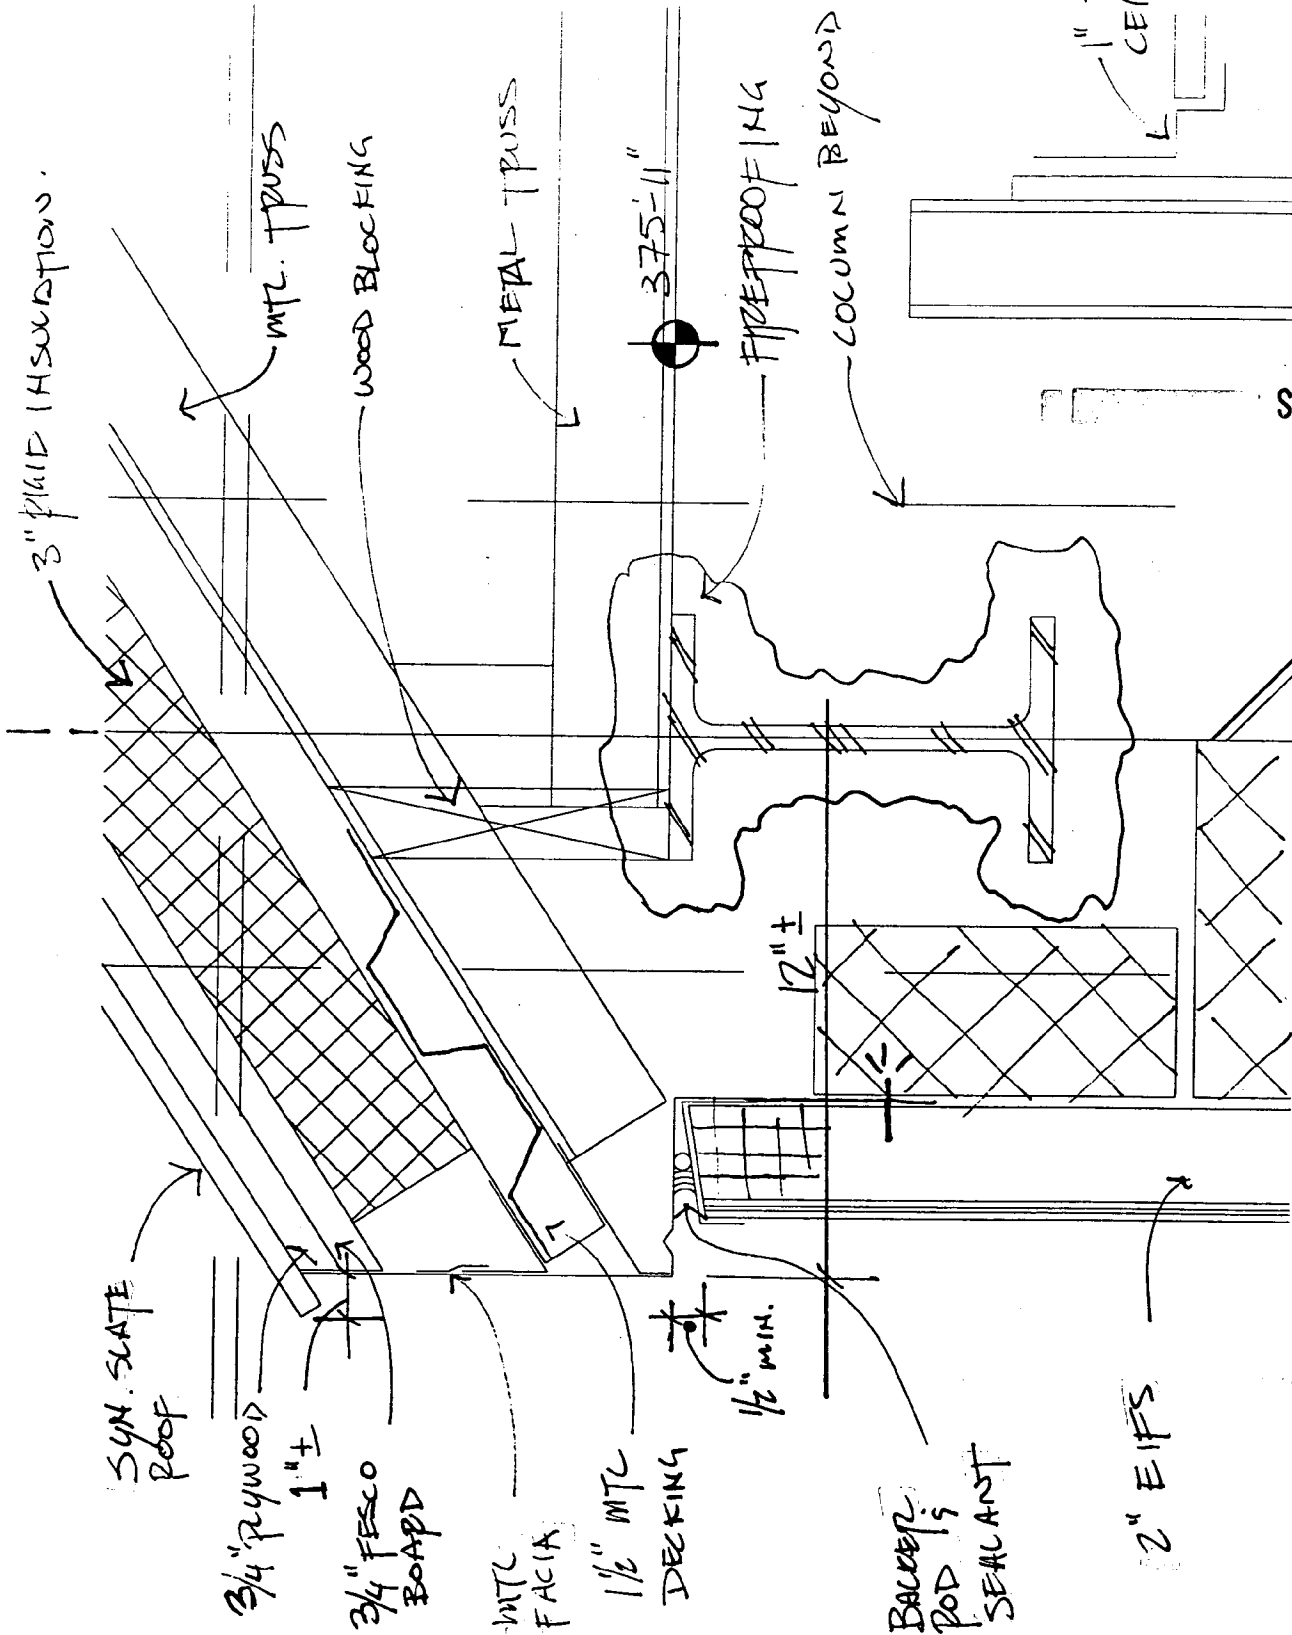 3" RIGID INSULATION.
MTL. TRUSS
WOOD BLOCKING
METAL TRUSS
375'-11"
FIREPROOFING
COLUMN BEYOND
1"
SYN. SLATE
ROOF
3/4" PLYWOOD
1"±
3/4" FESCO
BOARD
MTL
FACIA
1 1/2" MTL
DECKING
1/2" MIN.
12"±
BACKER
ROD &
SEALANT
2" EIFS
S